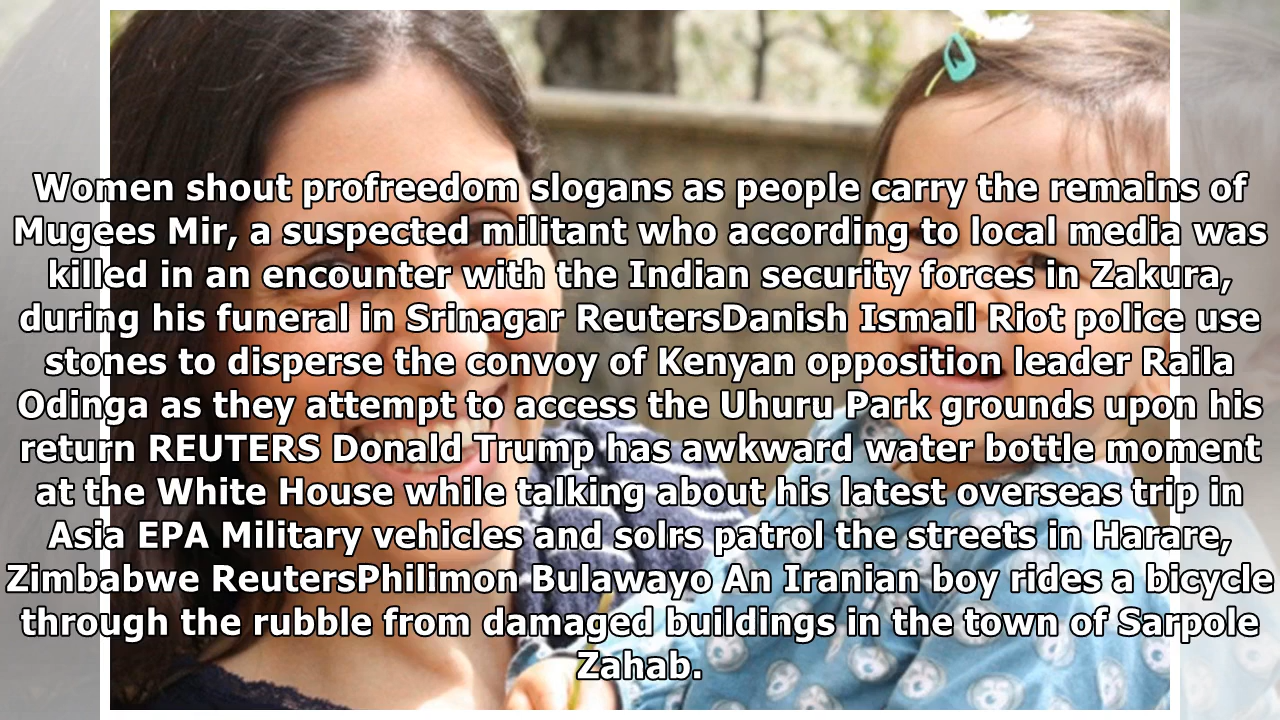 Women shout profreedom slogans as people carry the remains of
Mugees Mir, a suspected militant who according to local media was
killed in an encounter with the Indian security forces in Zakura,
during his funeral in Srinagar ReutersDanish Ismail Riot police use
stones to disperse the convoy of Kenyan opposition leader Raila
Odinga as they attempt to access the Uhuru Park grounds upon his
return REUTERS Donald Trump has awkward water bottle moment
at the White House while talking about his latest overseas trip in
Asia EPA Military vehicles and solrs patrol the streets in Harare,
Zimbabwe ReutersPhilimon Bulawayo An Iranian boy rides a bicycle
through the rubble from damaged buildings in the town of Sarpole
Zahab.